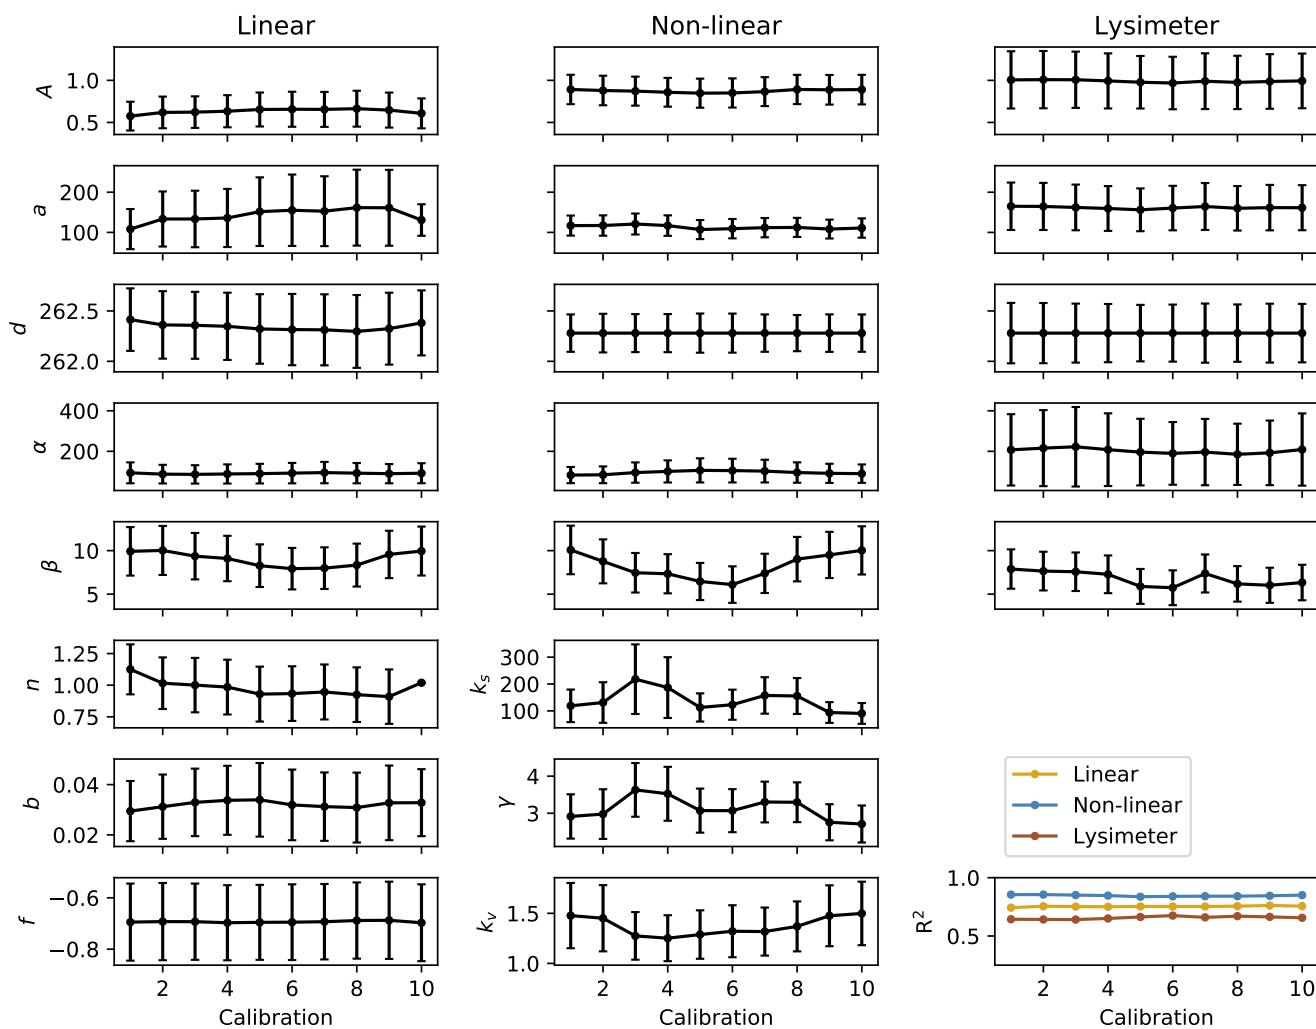 Linear Non-linear Lysimeter
A 1.0 0.5
a 200 100
d 262.5 262.0
α 400 200
β 10 5
n 1.25 1.00 0.75
k_s 300 200 100
b 0.04 0.02
γ 4 3
Linear
Non-linear
Lysimeter
f −0.6 −0.8
k_v 1.5 1.0
R² 1.0 0.5
2 4 6 8 10 2 4 6 8 10 2 4 6 8 10
Calibration Calibration Calibration